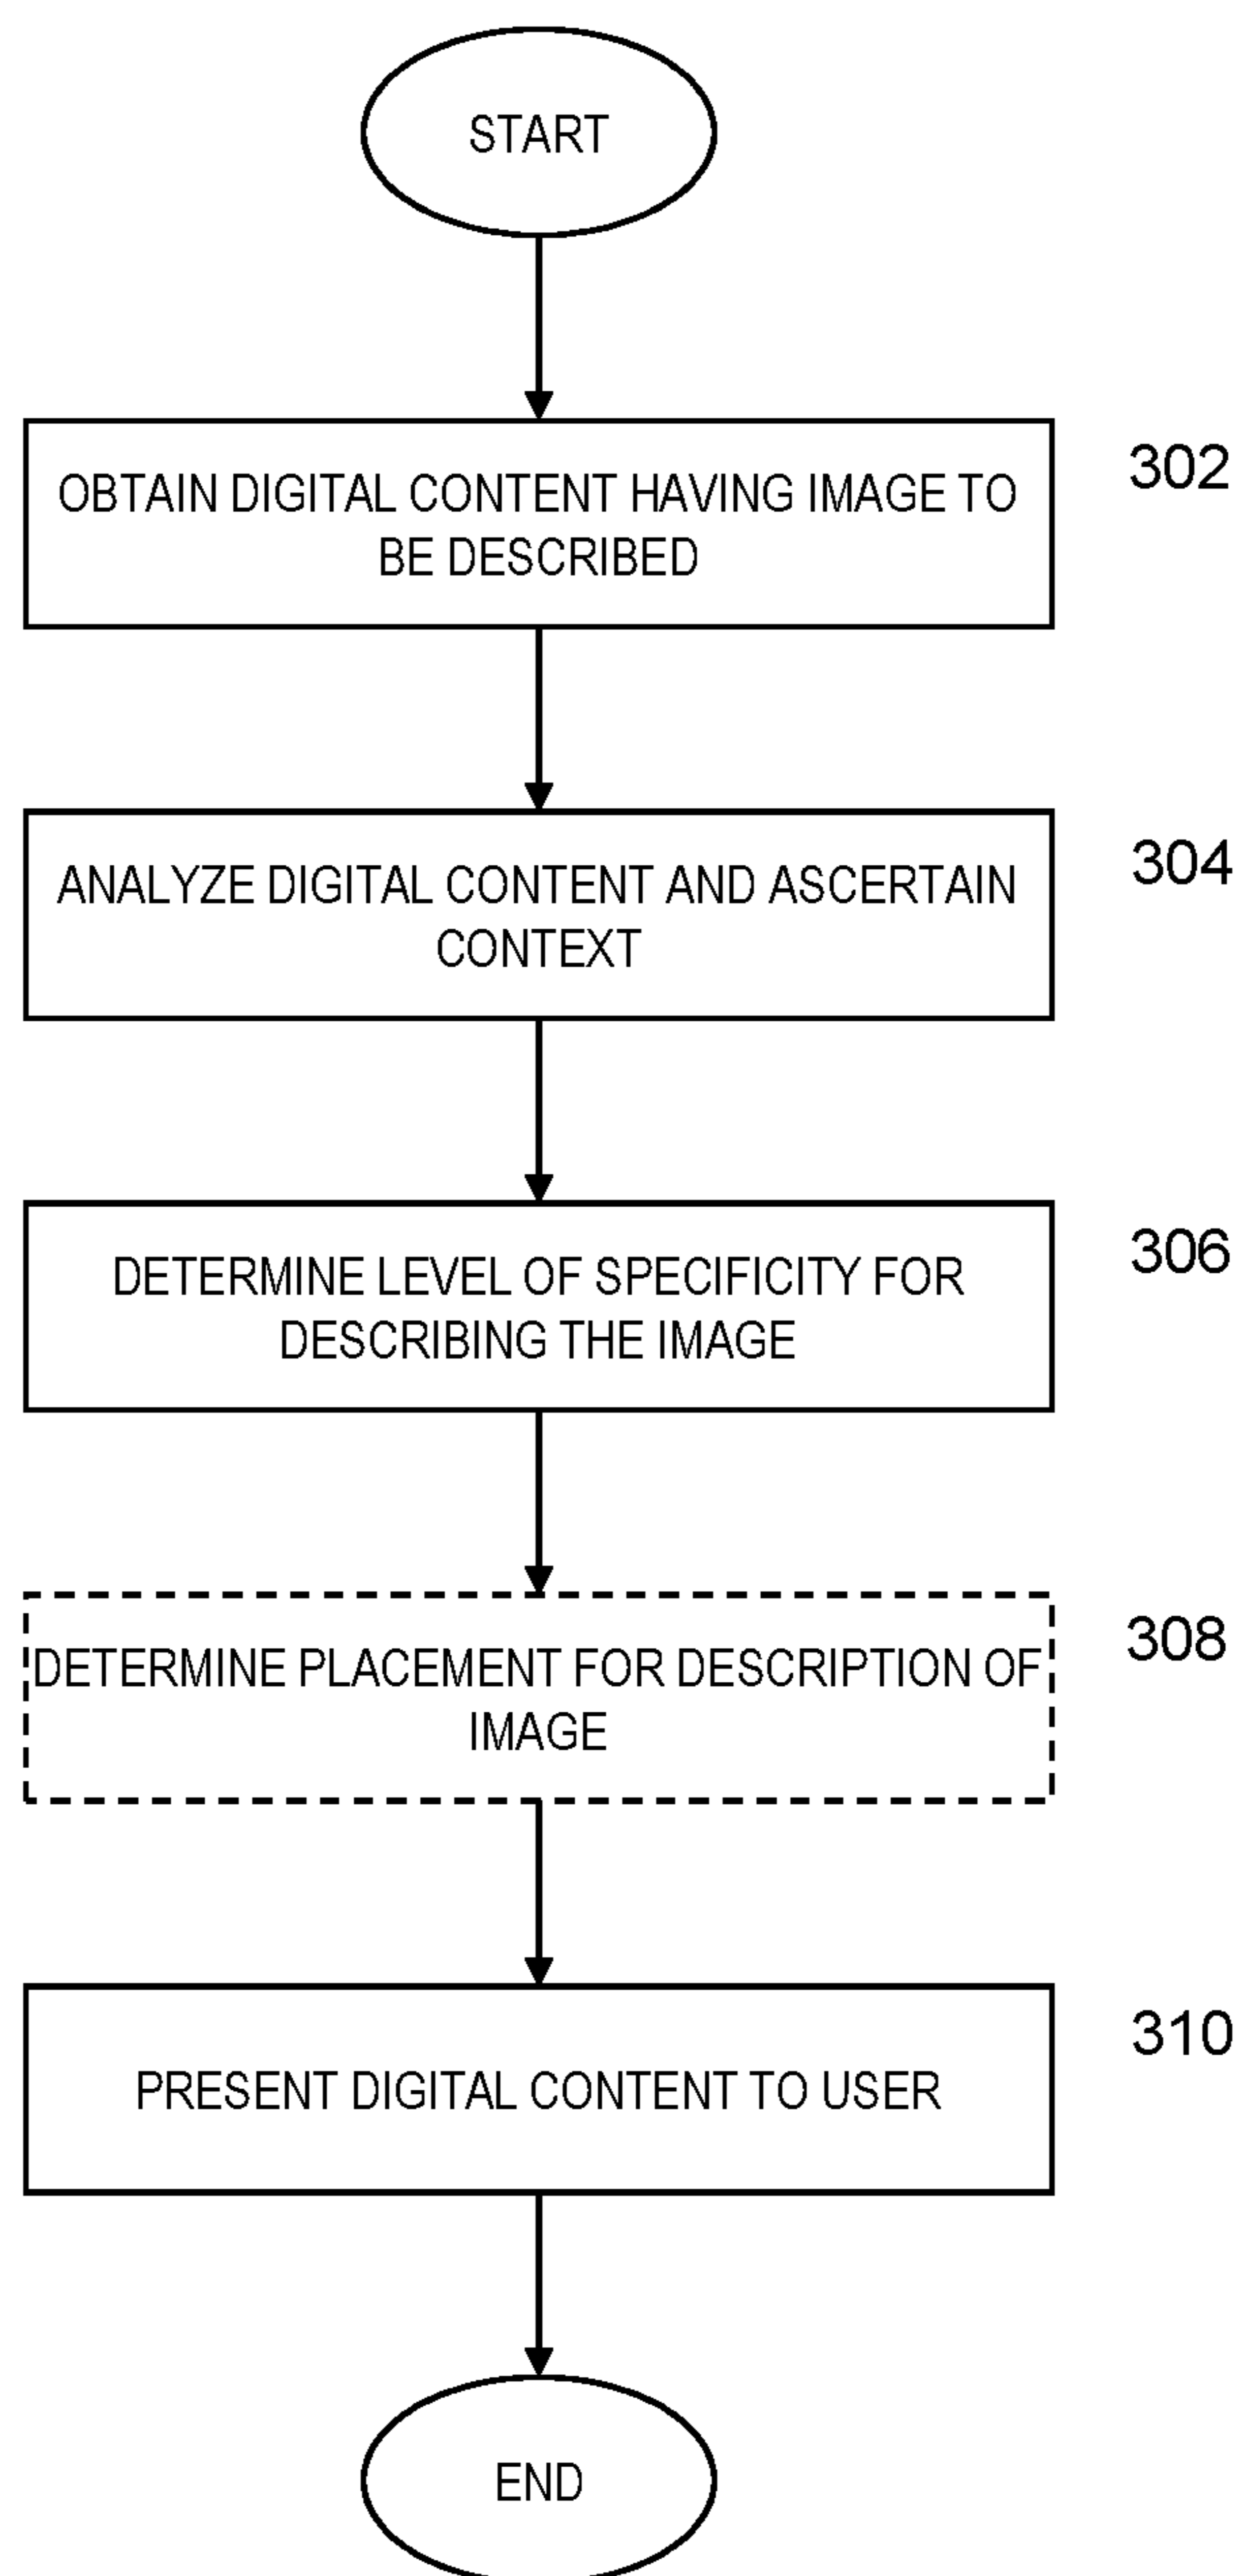 START
OBTAIN DIGITAL CONTENT HAVING IMAGE TO
BE DESCRIBED
302
ANALYZE DIGITAL CONTENT AND ASCERTAIN
CONTEXT
304
DETERMINE LEVEL OF SPECIFICITY FOR
DESCRIBING THE IMAGE
306
DETERMINE PLACEMENT FOR DESCRIPTION OF
IMAGE
308
PRESENT DIGITAL CONTENT TO USER
310
END